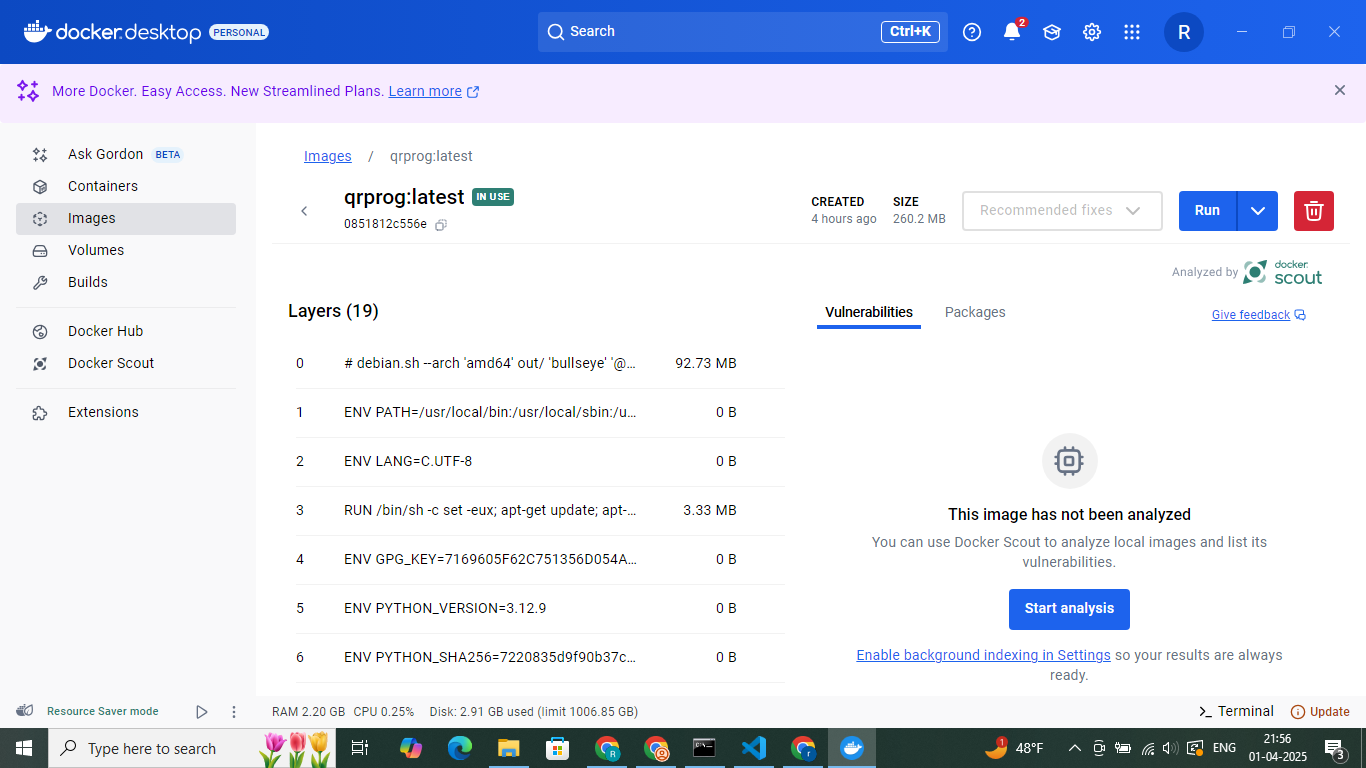 docker.desktop PERSONAL
Search
Ctrl+K
2
R
More Docker. Easy Access. New Streamlined Plans. Learn more
Ask Gordon BETA
Containers
Images
Volumes
Builds
Docker Hub
Docker Scout
Extensions
Images / qrprog:latest
qrprog:latest IN USE
0851812c556e
CREATED
4 hours ago
SIZE
260.2 MB
Recommended fixes
Run
Analyzed by docker scout
Layers (19)
0 # debian.sh --arch 'amd64' out/ 'bullseye' '@... 92.73 MB
1 ENV PATH=/usr/local/bin:/usr/local/sbin:/u... 0 B
2 ENV LANG=C.UTF-8 0 B
3 RUN /bin/sh -c set -eux; apt-get update; apt-... 3.33 MB
4 ENV GPG_KEY=7169605F62C751356D054A... 0 B
5 ENV PYTHON_VERSION=3.12.9 0 B
6 ENV PYTHON_SHA256=7220835d9f90b37c... 0 B
Vulnerabilities
Packages
Give feedback
This image has not been analyzed
You can use Docker Scout to analyze local images and list its
vulnerabilities.
Start analysis
Enable background indexing in Settings so your results are always
ready.
Resource Saver mode
RAM 2.20 GB CPU 0.25% Disk: 2.91 GB used (limit 1006.85 GB)
Terminal
Update
Type here to search
1
48°F
ENG
21:56
01-04-2025
3